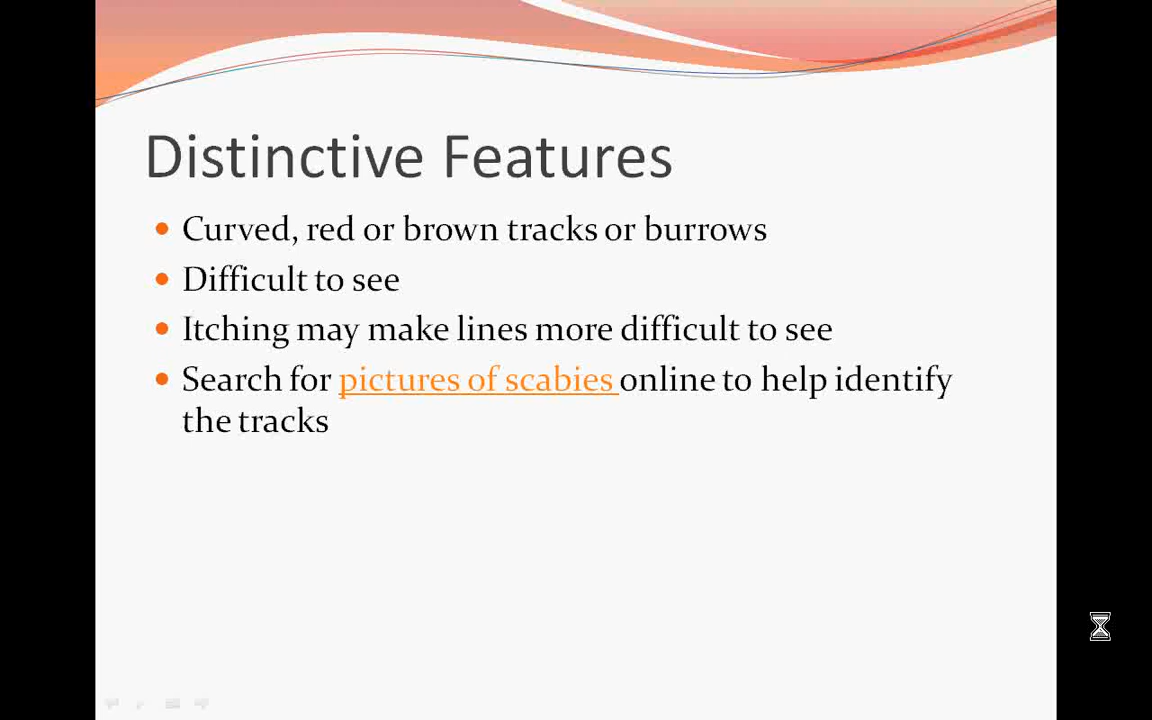 Distinctive Features
Curved, red or brown tracks or burrows
Difficult to see
Itching may make lines more difficult to see
Search for pictures of scabies online to help identify
the tracks